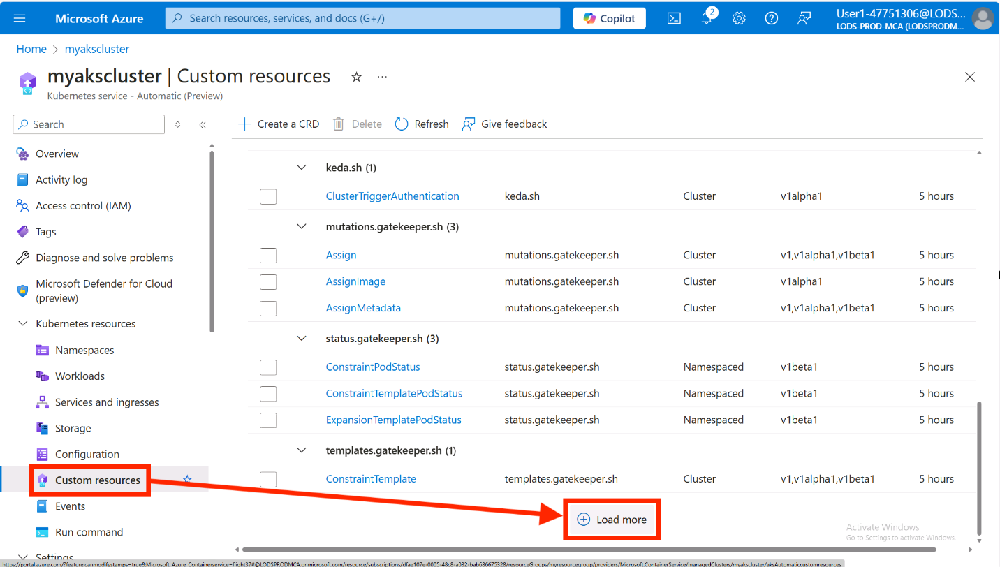 Microsoft Azure
Search resources, services, and docs (G+/)
Copilot
2
User1-47751306@LODS...
LODS-PROD-MCA (LODSPRODM...
Home > myakscluster
myakscluster | Custom resources
Kubernetes service - Automatic (Preview)
Search
Create a CRD Delete Refresh Give feedback
Overview
Activity log
Access control (IAM)
Tags
Diagnose and solve problems
Microsoft Defender for Cloud
(preview)
Kubernetes resources
Namespaces
Workloads
Services and ingresses
Storage
Configuration
Custom resources
Events
Run command
Settings
keda.sh (1)
ClusterTriggerAuthentication keda.sh Cluster v1alpha1 5 hours
mutations.gatekeeper.sh (3)
Assign mutations.gatekeeper.sh Cluster v1,v1alpha1,v1beta1 5 hours
AssignImage mutations.gatekeeper.sh Cluster v1alpha1 5 hours
AssignMetadata mutations.gatekeeper.sh Cluster v1,v1alpha1,v1beta1 5 hours
status.gatekeeper.sh (3)
ConstraintPodStatus status.gatekeeper.sh Namespaced v1beta1 5 hours
ConstraintTemplatePodStatus status.gatekeeper.sh Namespaced v1beta1 5 hours
ExpansionTemplatePodStatus status.gatekeeper.sh Namespaced v1beta1 5 hours
templates.gatekeeper.sh (1)
ConstraintTemplate templates.gatekeeper.sh Cluster v1,v1alpha1,v1beta1 5 hours
Load more
Activate Windows
Go to Settings to activate Windows.
https://portal.azure.com/?feature.canmodifystamps=true&Microsoft_Azure_Containerservice=flight37#@LODSPRODMCA.onmicrosoft.com/resource/subscriptions/dfae107e-0005-48c8-a032-bab686675328/resourceGroups/myresourcegroup/providers/Microsoft.ContainerService/managedClusters/myakscluster/aksAutomaticcustomresources